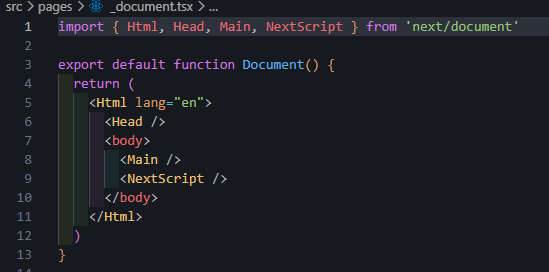 src > pages > _document.tsx > ...
1 import { Html, Head, Main, NextScript } from 'next/document'
2
3 export default function Document() {
4   return (
5     <Html lang="en">
6       <Head />
7       <body>
8         <Main />
9         <NextScript />
10       </body>
11     </Html>
12   )
13 }
14